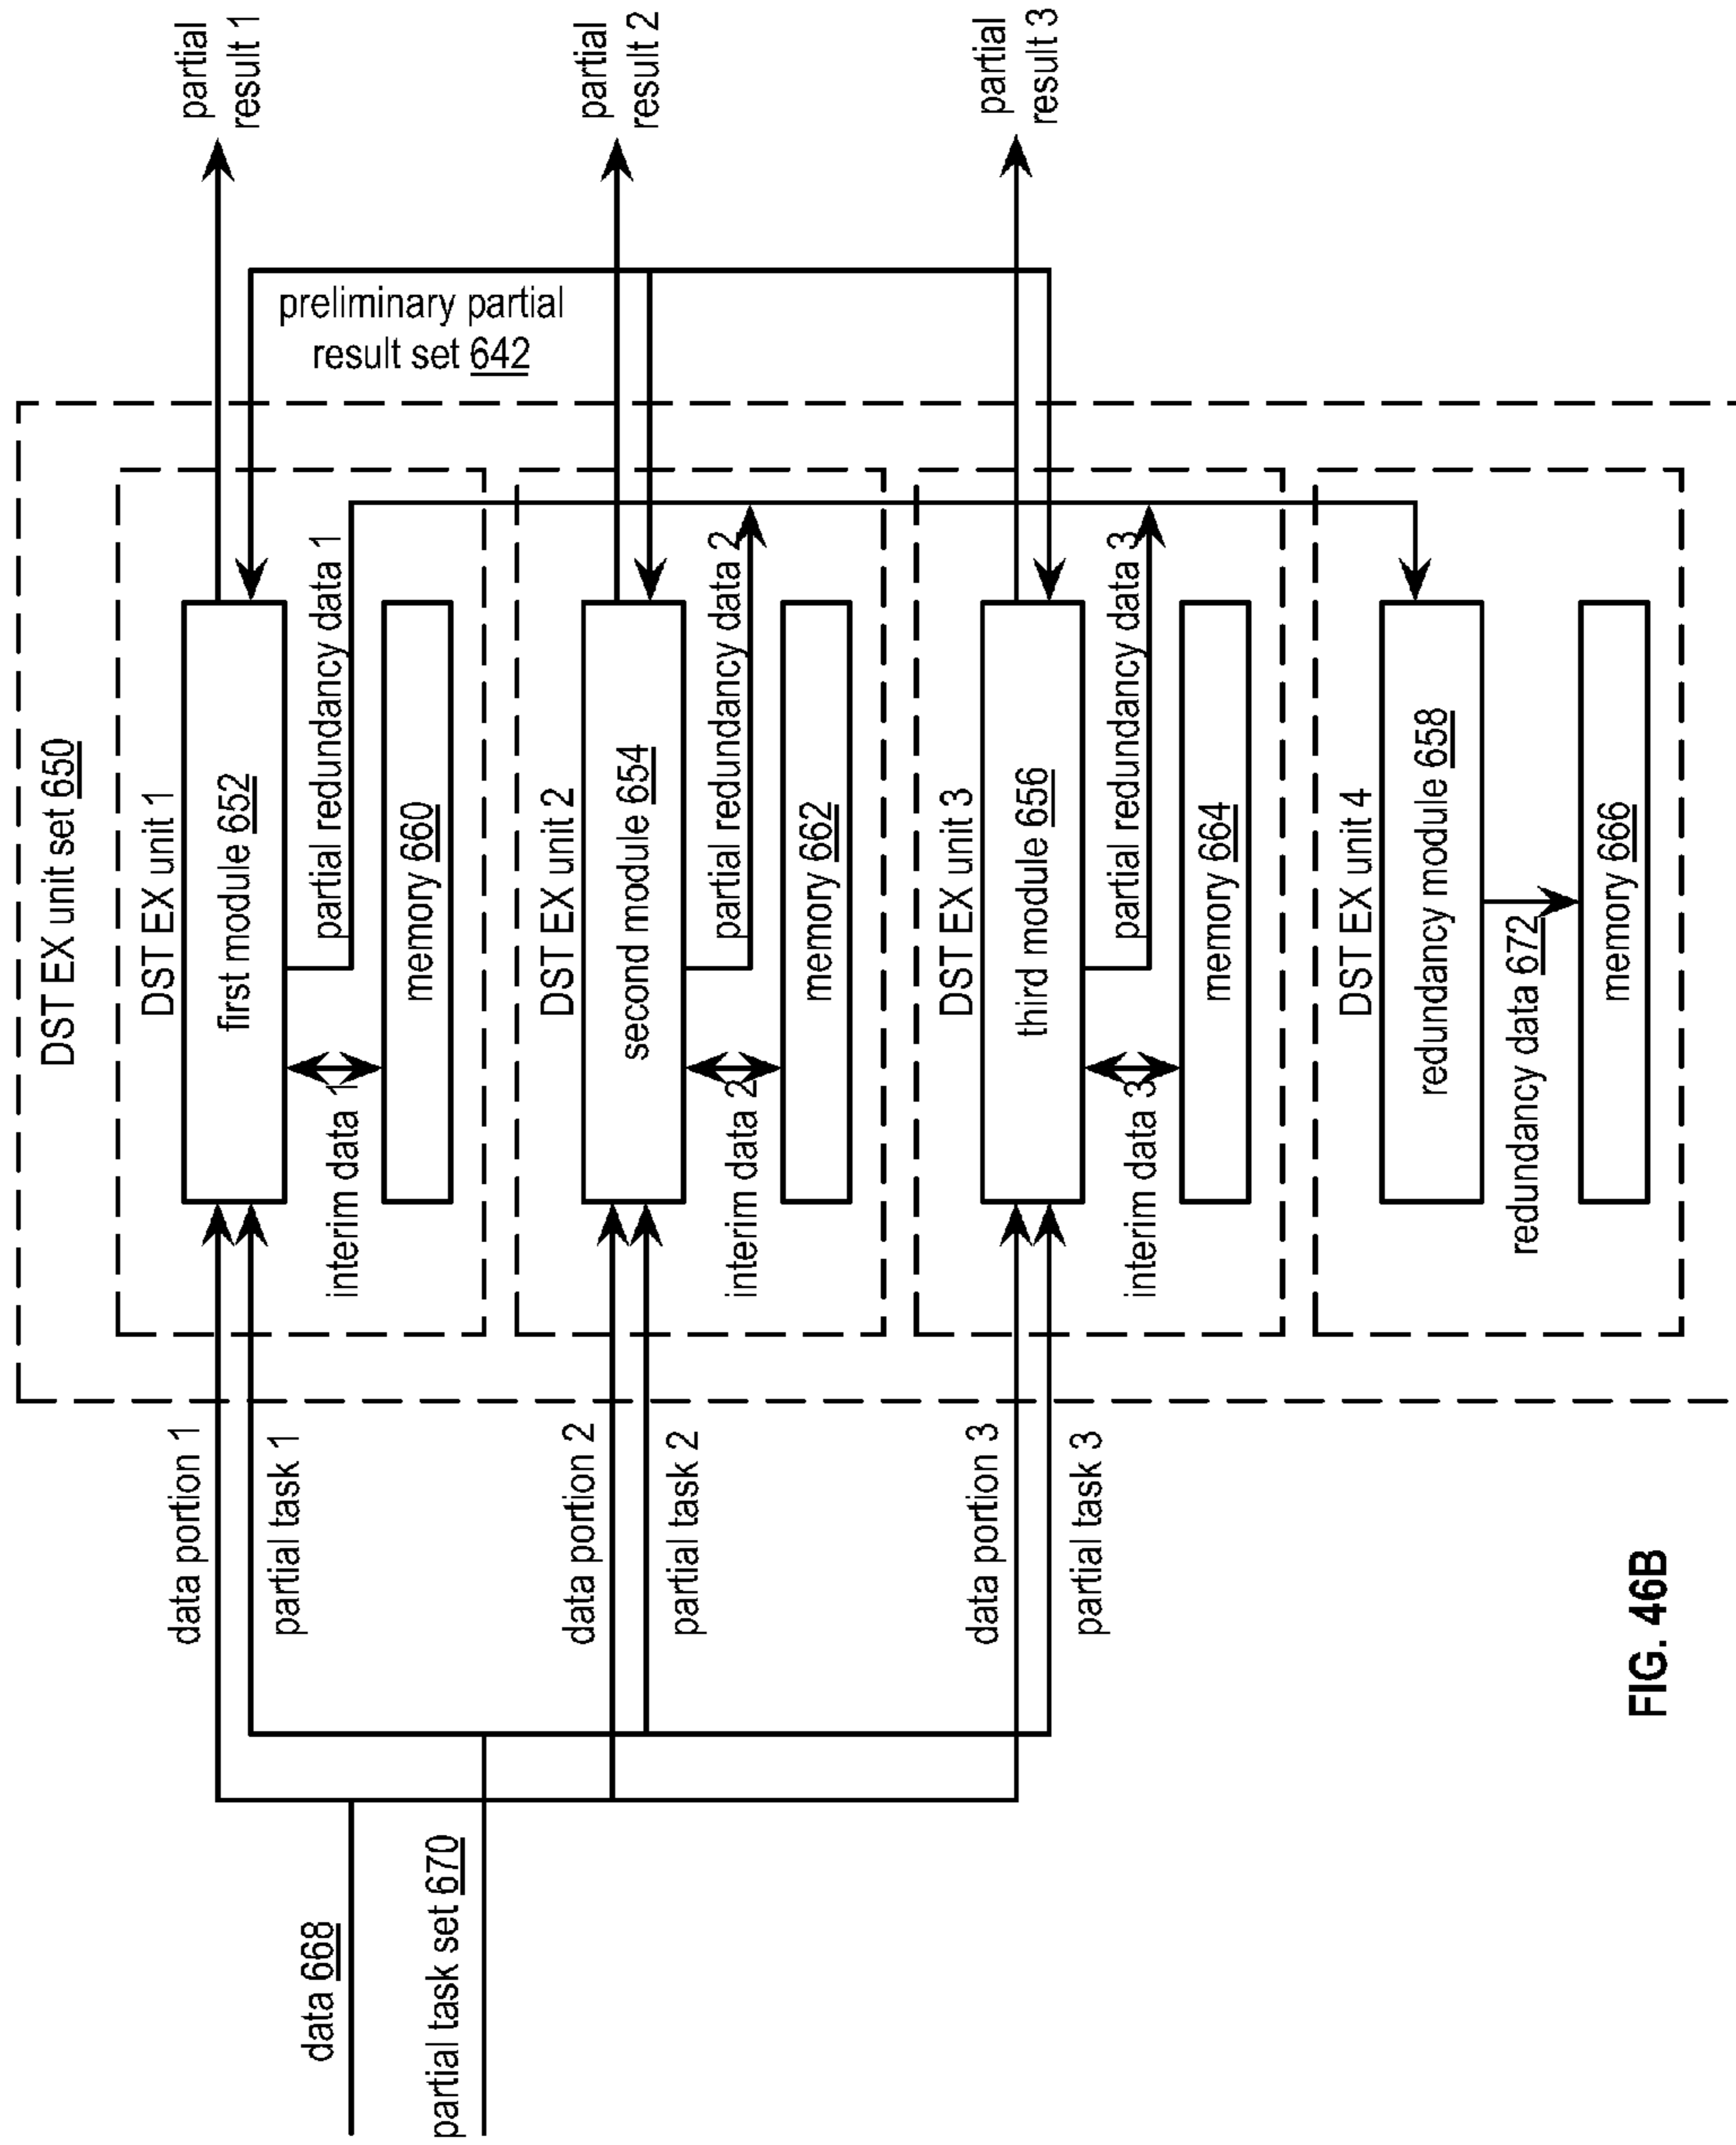 DST EX unit set 650
data 668
partial task set 670
data portion 1
partial task 1
DST EX unit 1
first module 652
interim data 1
partial redundancy data 1
memory 660
partial
result 1
preliminary partial
result set 642
data portion 2
partial task 2
DST EX unit 2
second module 654
interim data 2
partial redundancy data 2
memory 662
partial
result 2
data portion 3
partial task 3
DST EX unit 3
third module 656
interim data 3
partial redundancy data 3
memory 664
partial
result 3
DST EX unit 4
redundancy module 658
redundancy data 672
memory 666
FIG. 46B